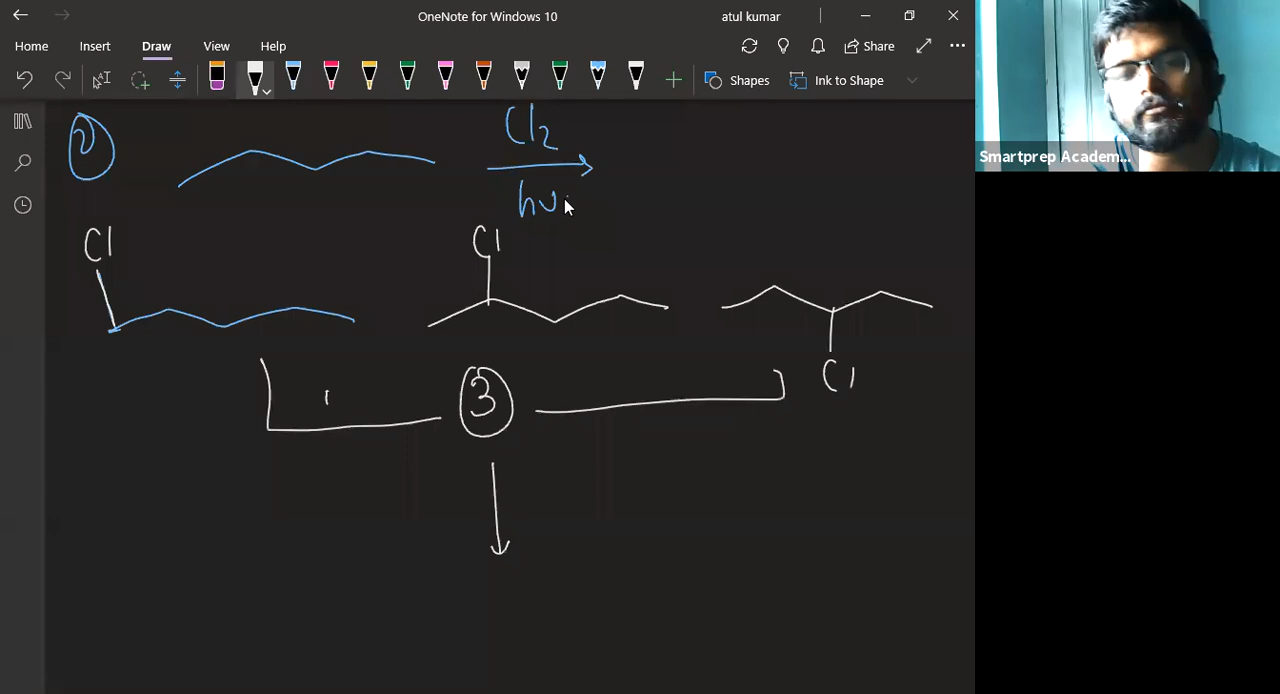 OneNote for Windows 10
atul kumar
Home Insert Draw View Help
Share
Shapes
Ink to Shape
Smartprep Academ...
2
Cl2
hν
Cl
Cl
Cl
3